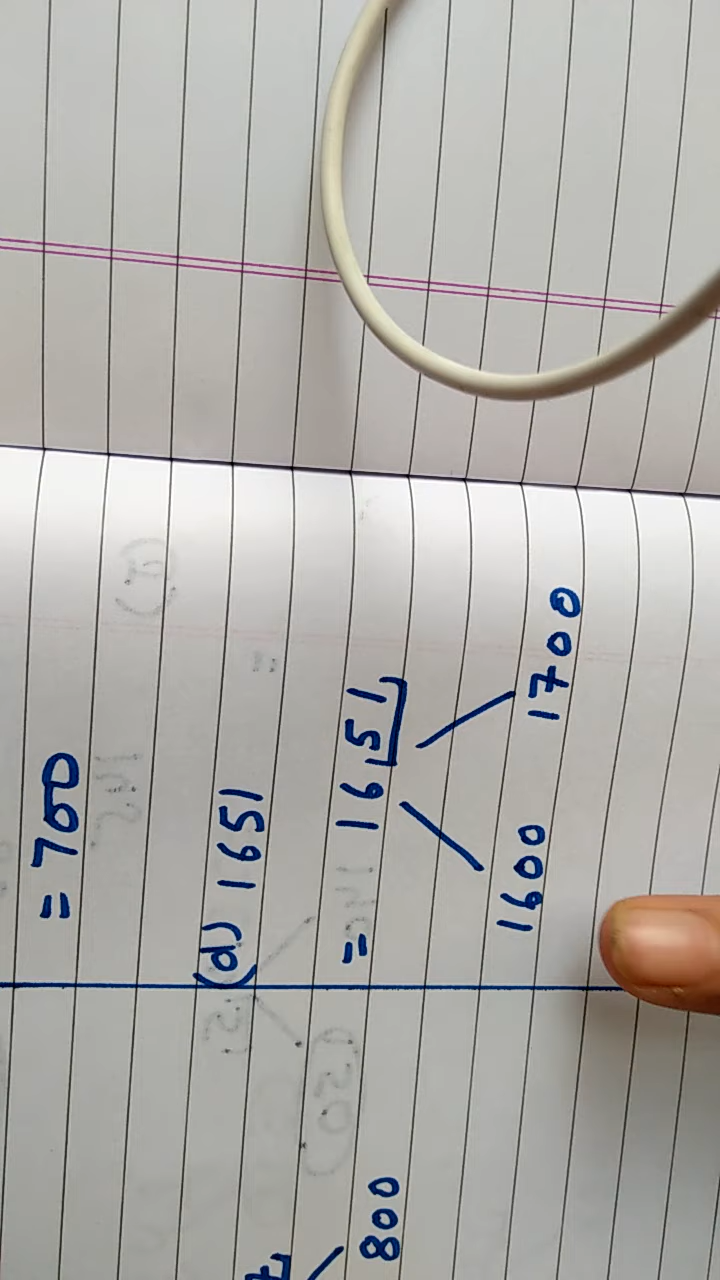 = 700
(d) 1651
= 1651
1600 1700
800